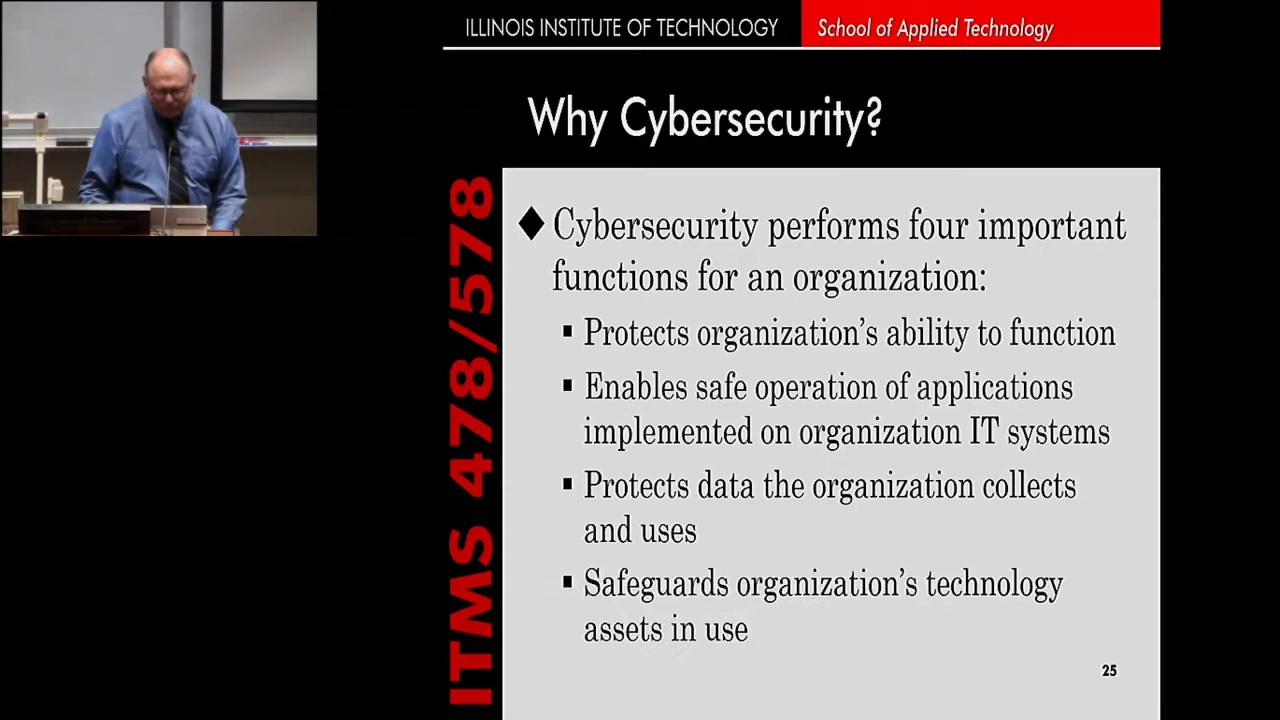 ILLINOIS INSTITUTE OF TECHNOLOGY School of Applied Technology
Why Cybersecurity?
ITMS 478/578
◆Cybersecurity performs four important
functions for an organization:
▪ Protects organization's ability to function
▪ Enables safe operation of applications
implemented on organization IT systems
▪ Protects data the organization collects
and uses
▪ Safeguards organization's technology
assets in use
25